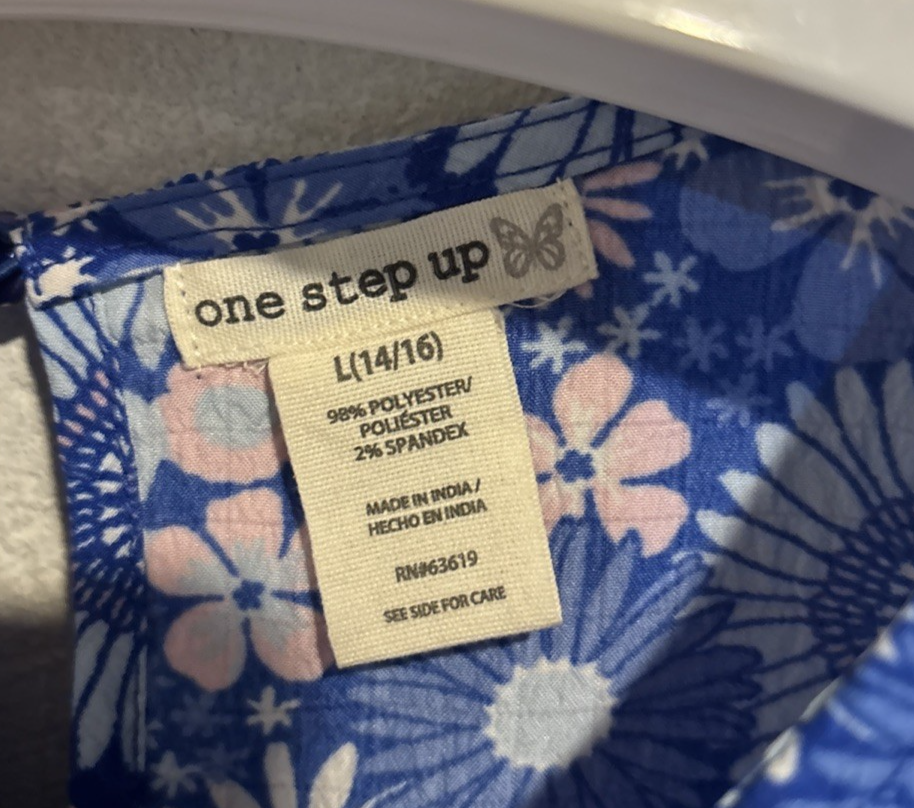 one step up
L(14/16)
98% POLYESTER/
POLIÉSTER
2% SPANDEX
MADE IN INDIA /
HECHO EN INDIA
RN#63619
SEE SIDE FOR CARE